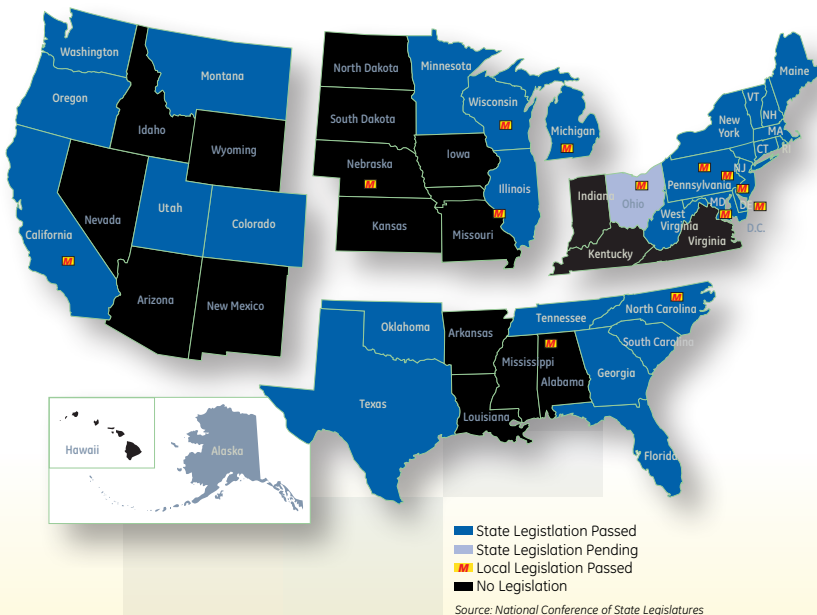 Washington
Montana
Oregon
Idaho
Wyoming
Nevada
Utah
Colorado
California
Arizona
New Mexico
North Dakota
Minnesota
South Dakota
Wisconsin
Michigan
Nebraska
Iowa
Illinois
Kansas
Missouri
Maine
VT
NH
New
York
MA
CT
RI
NJ
Pennsylvania
Indiana
Ohio
MD
DE
West
Virginia
D.C.
Virginia
Kentucky
Oklahoma
Arkansas
Tennessee
North Carolina
South Carolina
Mississippi
Alabama
Georgia
Texas
Louisiana
Florida
Hawaii
Alaska
M
M
M
M
M
M
M
M
M
M
M
M
M
State Legistlation Passed
State Legislation Pending
M Local Legislation Passed
No Legislation
Source: National Conference of State Legislatures